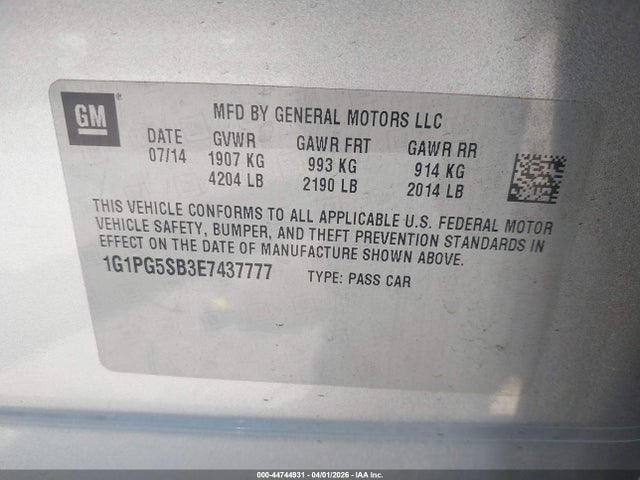 GM®
MFD BY GENERAL MOTORS LLC
DATE GVWR GAWR FRT GAWR RR
07/14 1907 KG 993 KG 914 KG
4204 LB 2190 LB 2014 LB
THIS VEHICLE CONFORMS TO ALL APPLICABLE U.S. FEDERAL MOTOR
VEHICLE SAFETY, BUMPER, AND THEFT PREVENTION STANDARDS IN
EFFECT ON THE DATE OF MANUFACTURE SHOWN ABOVE.
1G1PG5SB3E7437777 TYPE: PASS CAR
000-44744931 - 04/01/2026 - IAA Inc.